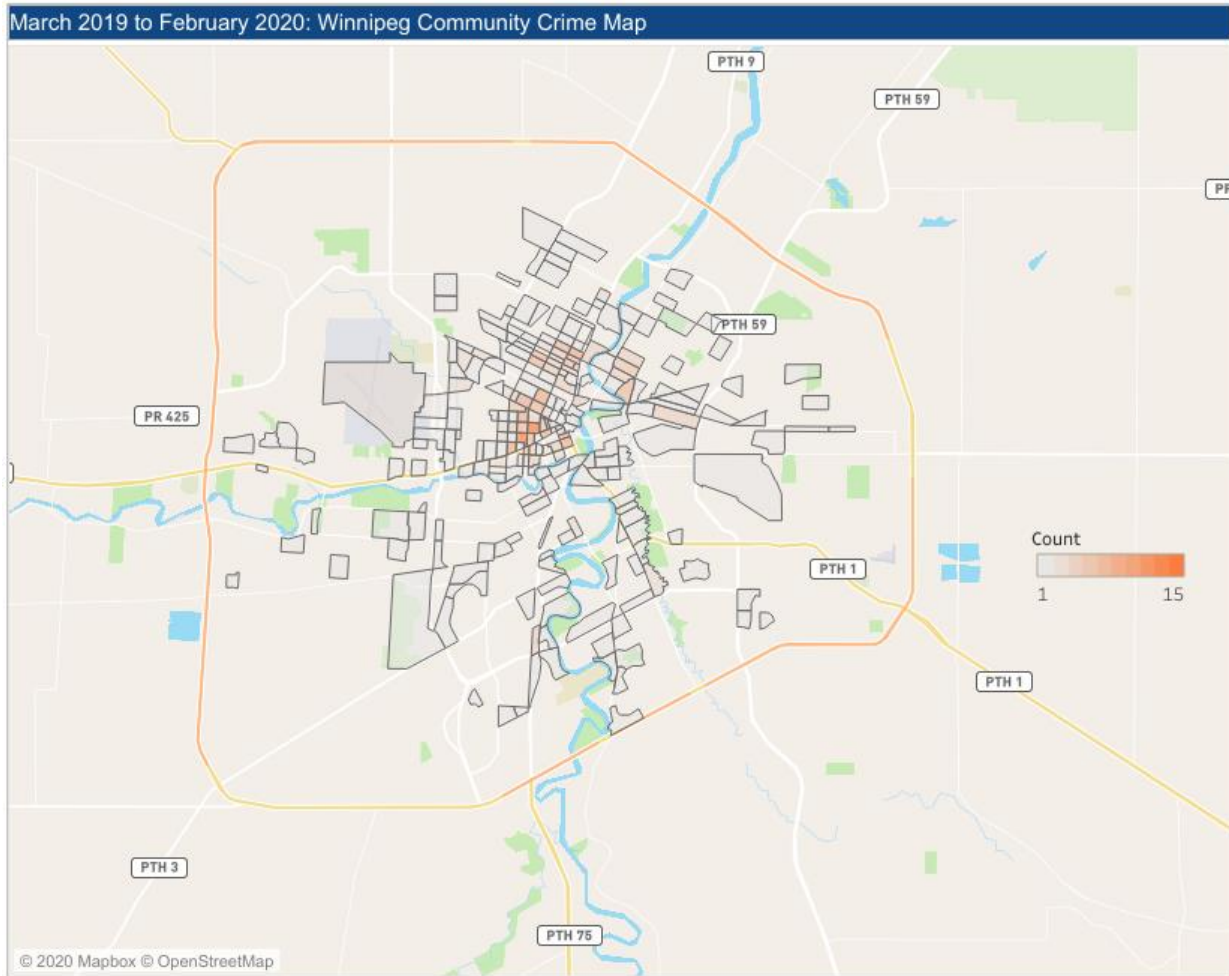 March 2019 to February 2020: Winnipeg Community Crime Map
PTH 9
PTH 59
PR
PTH 59
PR 425
Count
1 15
PTH 1
PTH 1
PTH 3
PTH 75
© 2020 Mapbox © OpenStreetMap